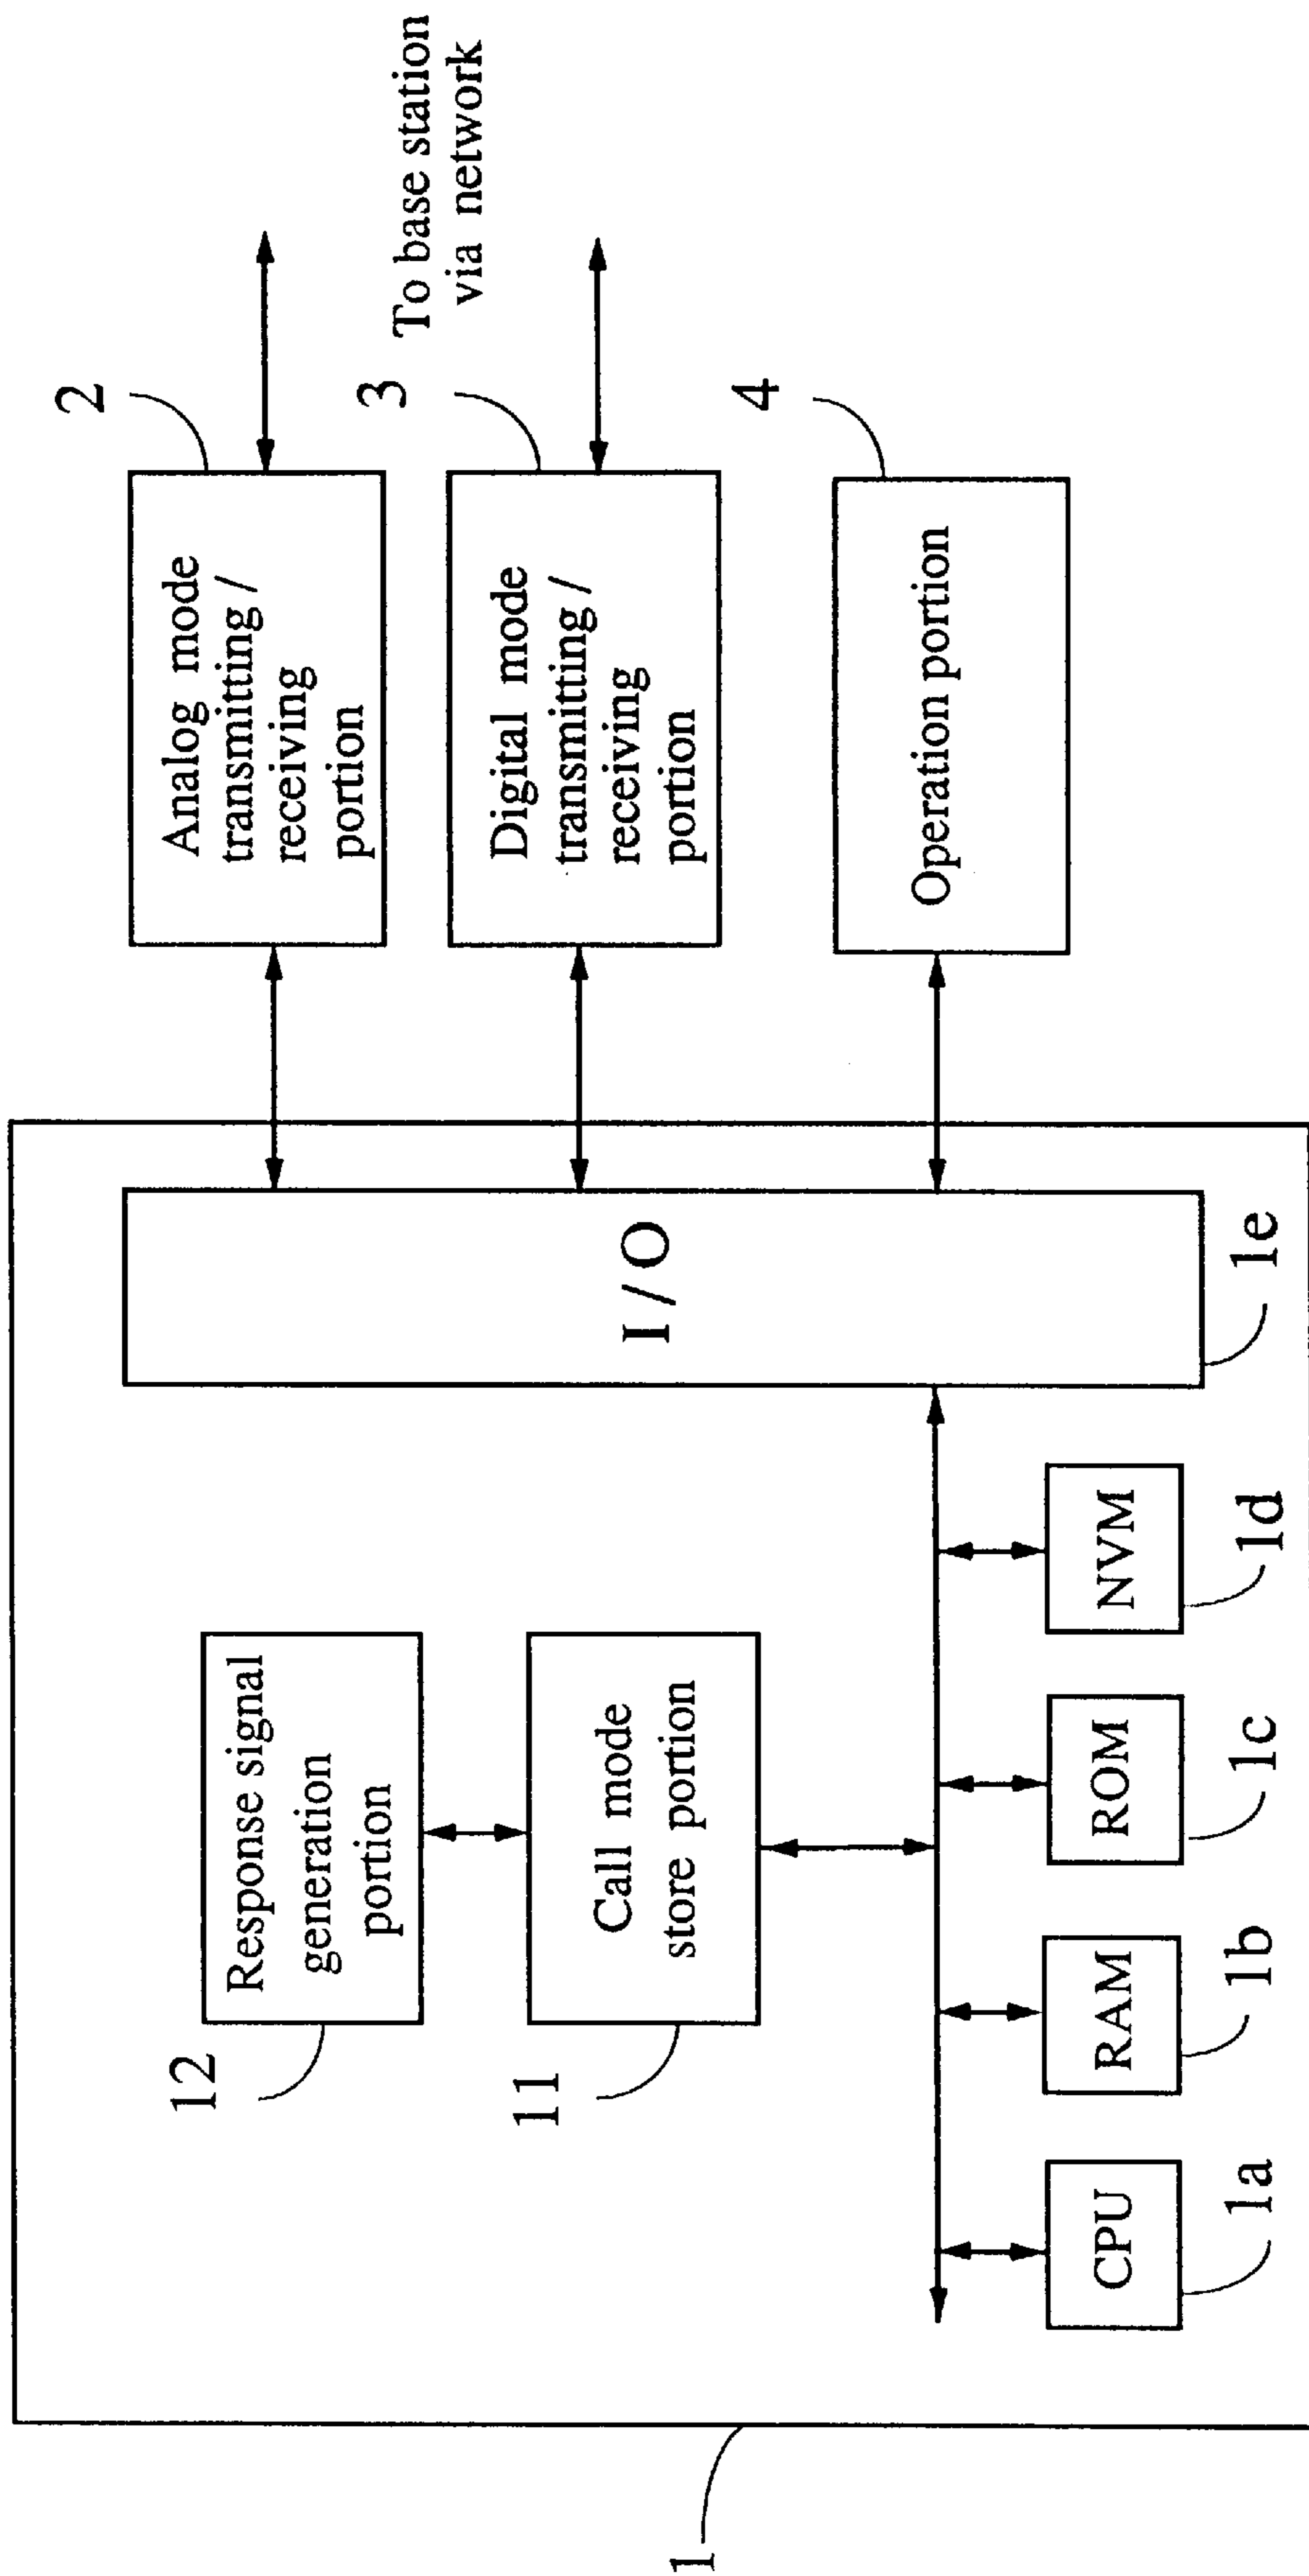 1
12
Response signal
generation
portion
11
Call mode
store portion
CPU
1a
RAM
1b
ROM
1c
NVM
1d
I / O
1e
2
Analog mode
transmitting /
receiving
portion
3
Digital mode
transmitting /
receiving
portion
To base station
via network
4
Operation portion